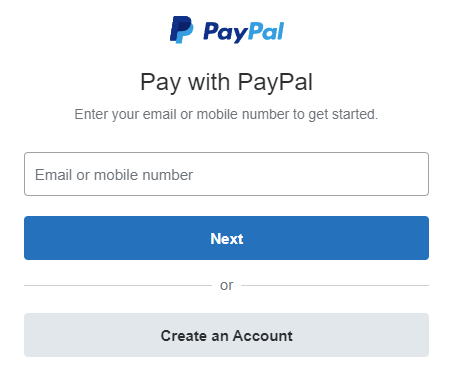 PayPal
Pay with PayPal
Enter your email or mobile number to get started.
Email or mobile number
Next
or
Create an Account